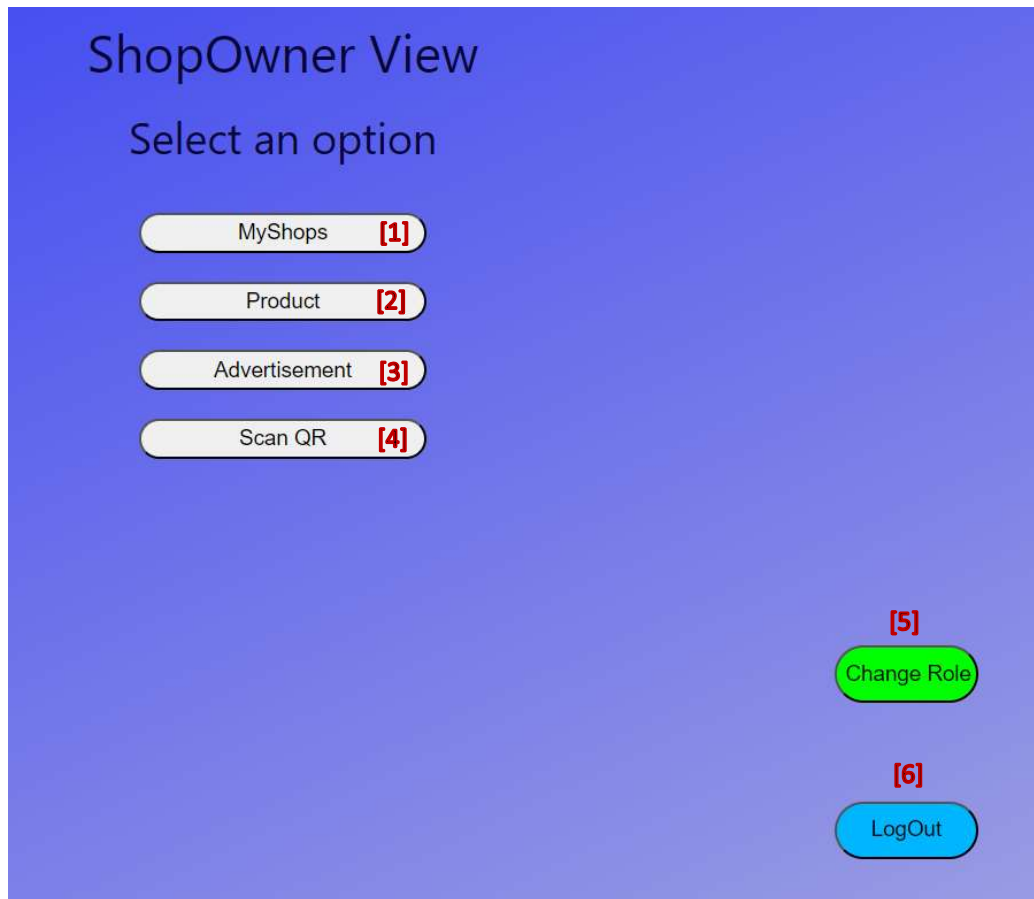 ShopOwner View
Select an option
MyShops [1]
Product [2]
Advertisement [3]
Scan QR [4]
[5]
Change Role
[6]
LogOut